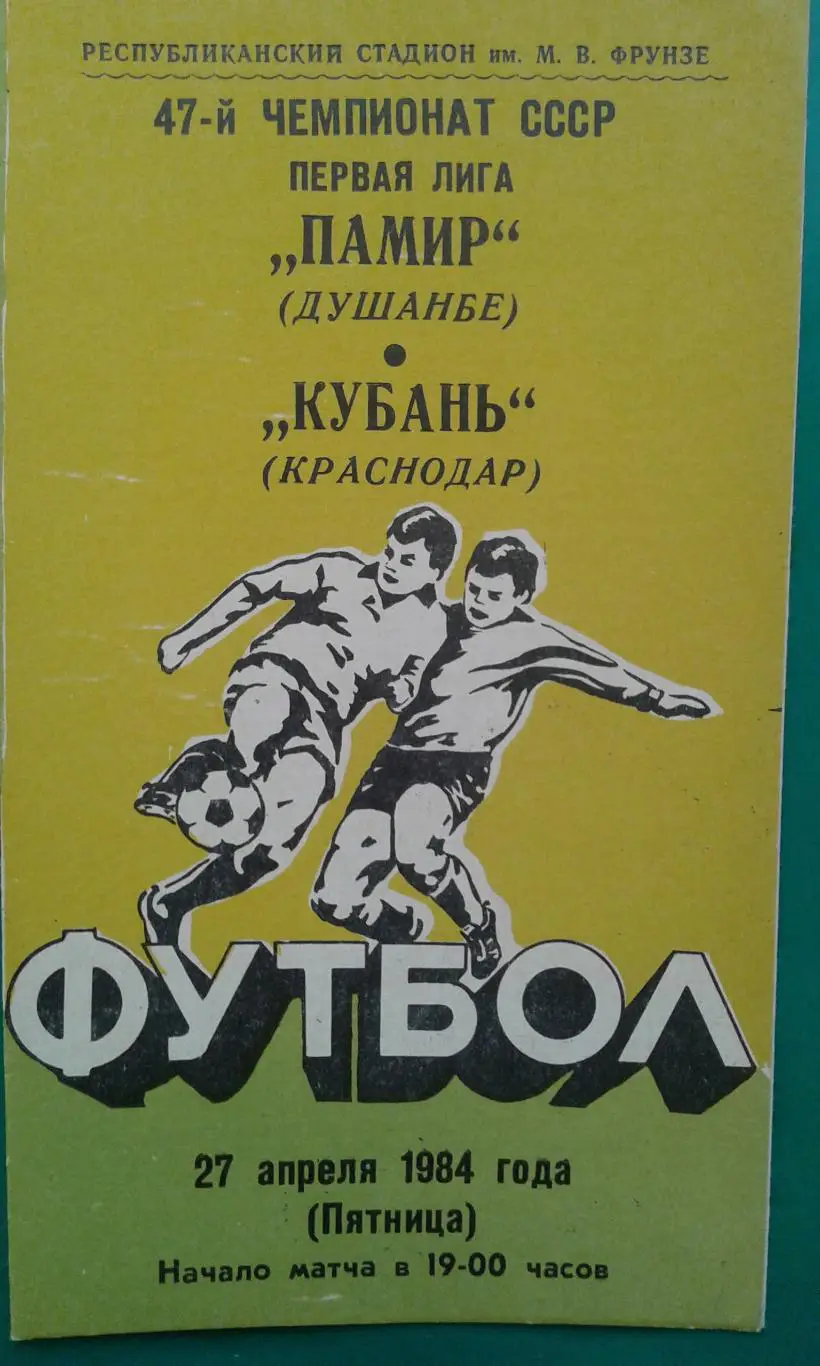 РЕСПУБЛИКАНСКИЙ СТАДИОН им. М. В. ФРУНЗЕ
47-й ЧЕМПИОНАТ СССР
ПЕРВАЯ ЛИГА
„ПАМИР“
(ДУШАНБЕ)
•
„КУБАНЬ“
(КРАСНОДАР)
ФУТБОЛ
27 апреля 1984 года
(Пятница)
Начало матча в 19-00 часов